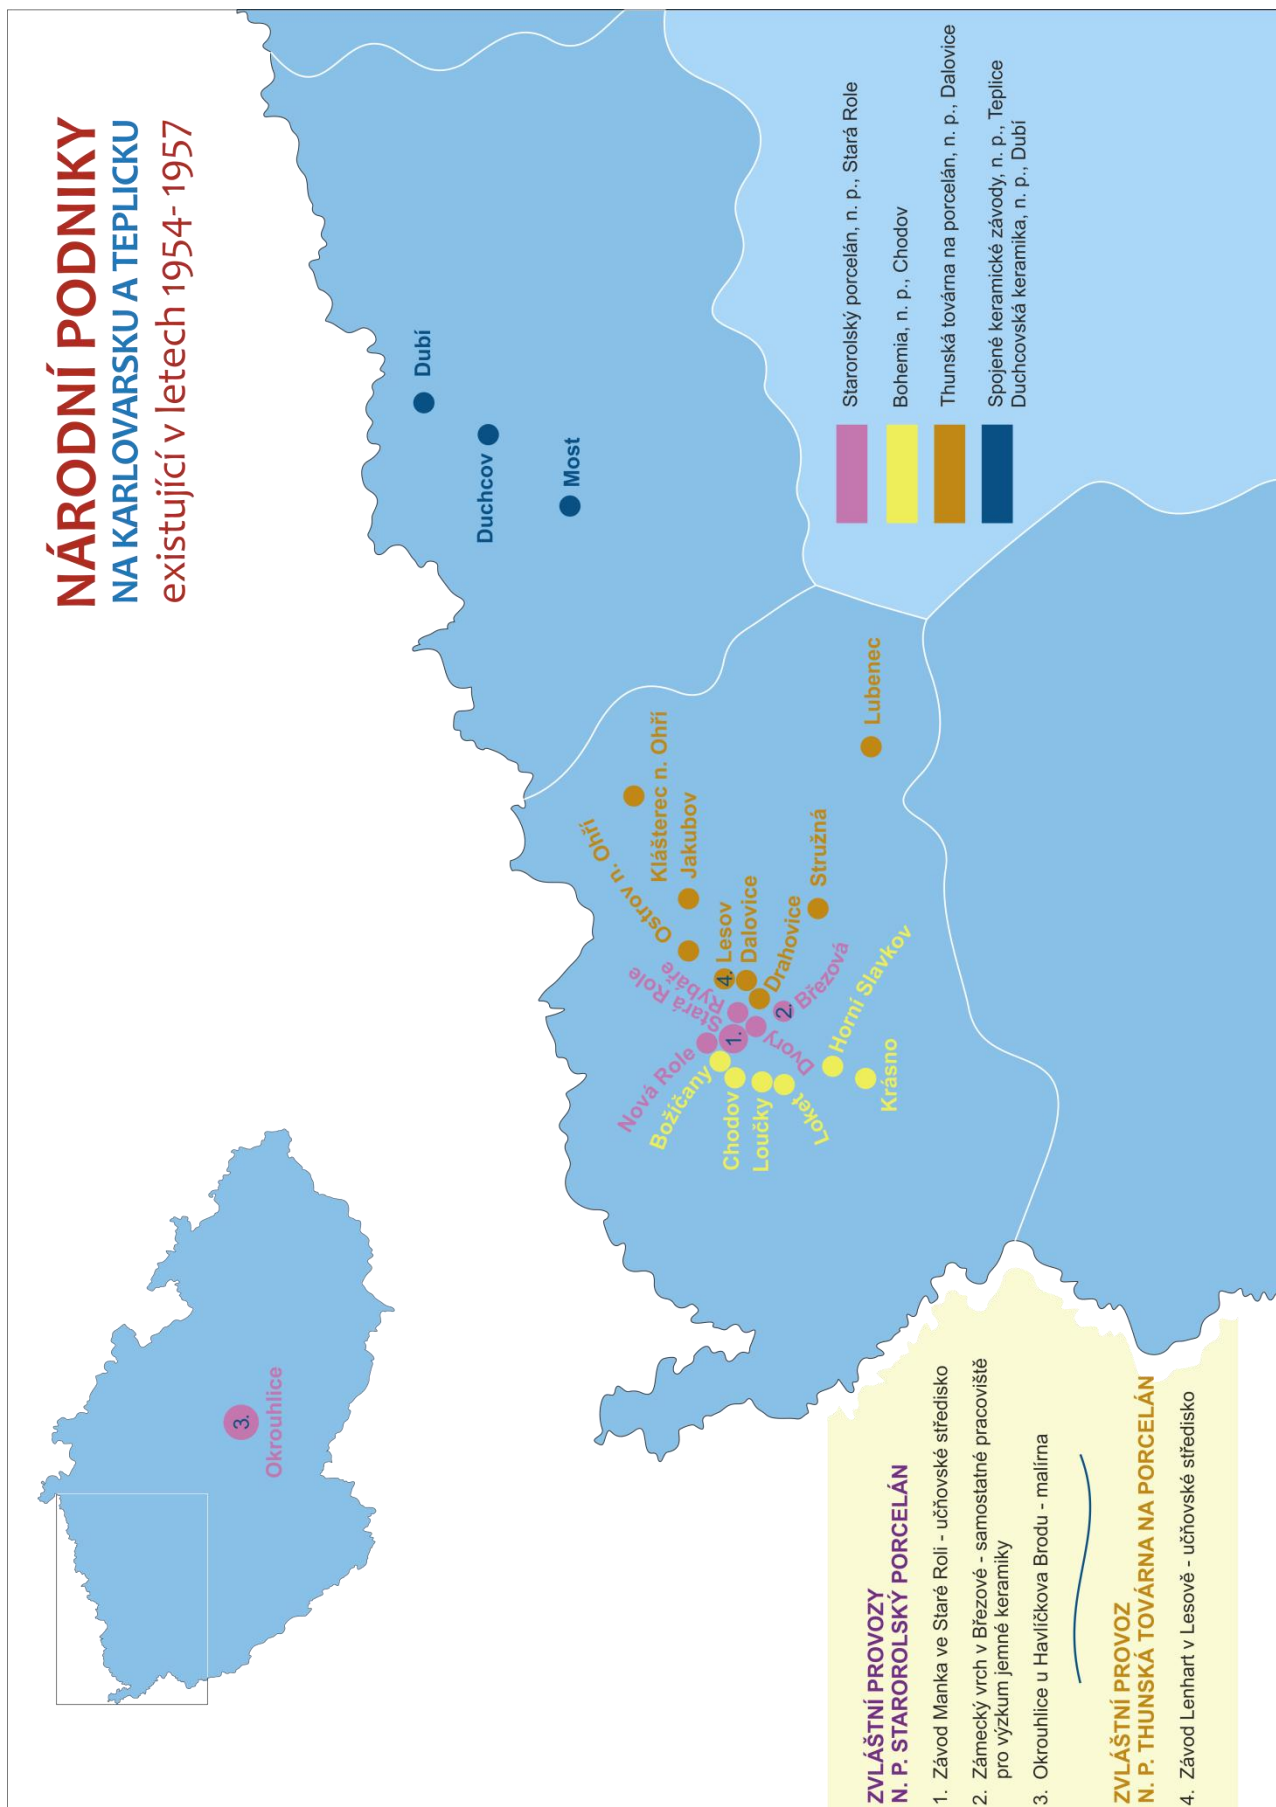 NÁRODNÍ PODNIKY
NA KARLOVARSKU A TEPLICKU
existující v letech 1954- 1957
3.
Okrouhlice
Dubí
Duchcov
Most
Ostrov n. Ohří
Klášterec n. Ohří
Jakubov
4.
Lesov
Dalovice
Drahovice
Stružná
Lubenec
Nová Role
Stará Role
1.
Rybáře
Dvory
2.
Březová
Božíčany
Chodov
Loučky
Loket
Horní Slavkov
Krásno
Starorolský porcelán, n. p., Stará Role
Bohemia, n. p., Chodov
Thunská továrna na porcelán, n. p., Dalovice
Spojené keramické závody, n. p., Teplice
Duchcovská keramika, n. p., Dubí
ZVLÁŠTNÍ PROVOZY
N. P. STAROROLSKÝ PORCELÁN
1. Závod Manka ve Staré Roli - učňovské středisko
2. Zámecký vrch v Březové - samostatné pracoviště
pro výzkum jemné keramiky
3. Okrouhlice u Havlíčkova Brodu - malírna
ZVLÁŠTNÍ PROVOZ
N. P. THUNSKÁ TOVÁRNA NA PORCELÁN
4. Závod Lenhart v Lesově - učňovské středisko